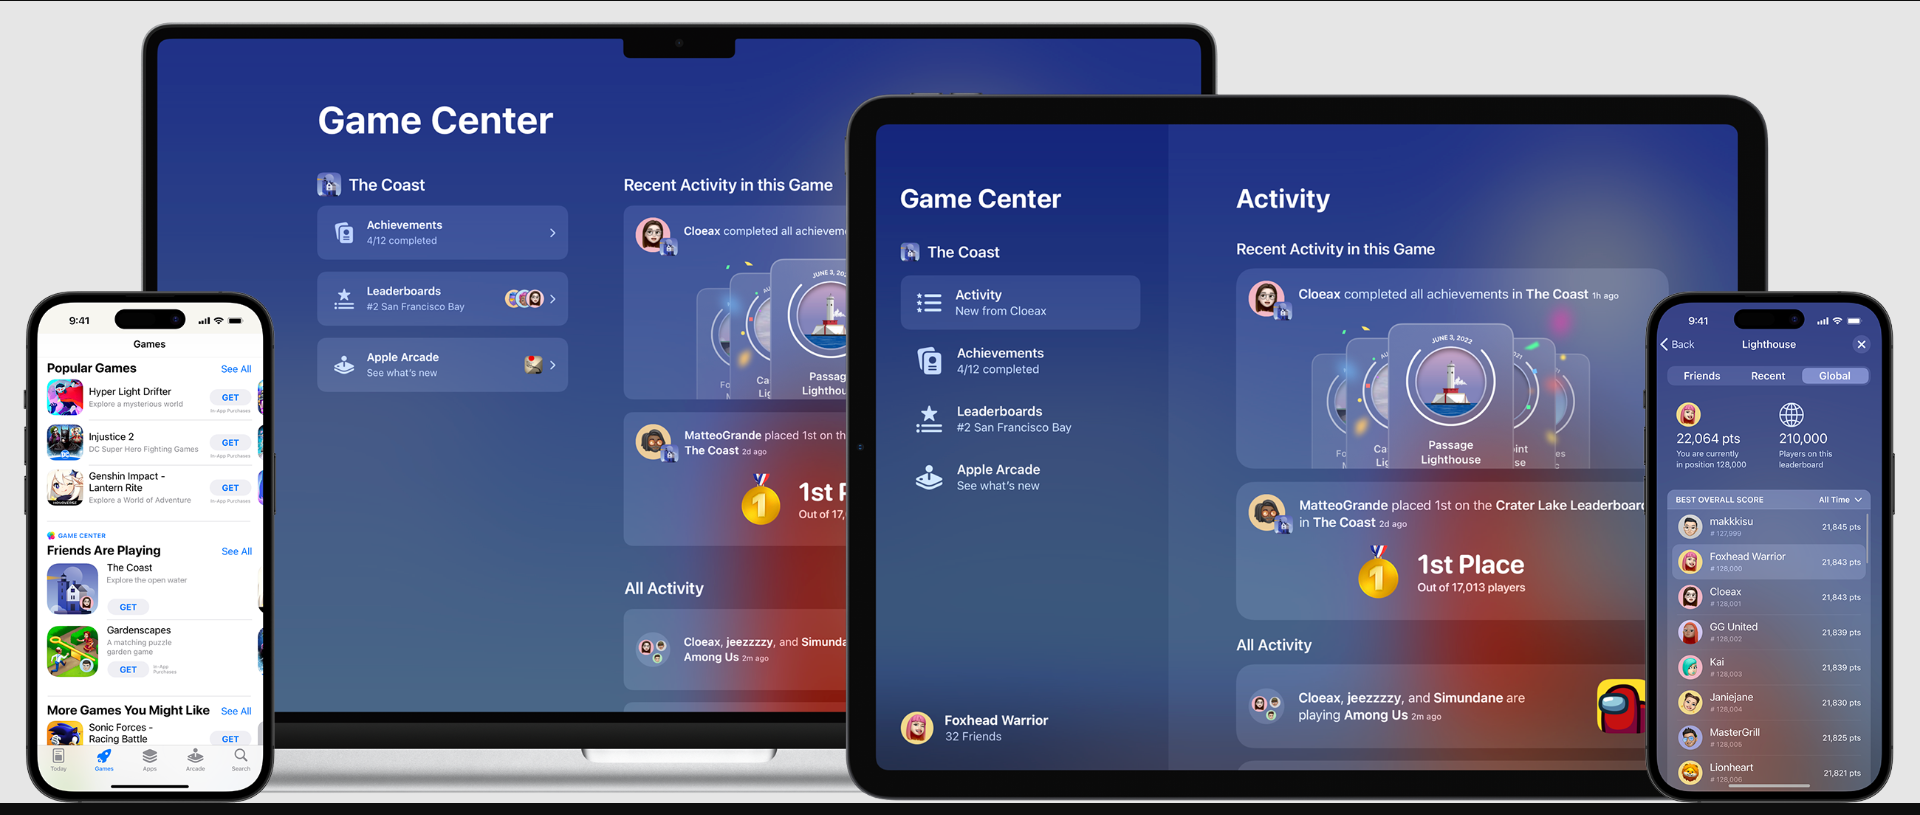 Game Center
The Coast
Achievements
4/12 completed
Leaderboards
#2 San Francisco Bay
Apple Arcade
See what's new
Recent Activity in this Game
Cloeax completed all achievem
JUNE 3, 202
Fo
Ca
Lig
Passag
Lighthou
MatteoGrande placed 1st on th
The Coast 2d ago
1
1st P
Out of 17,
All Activity
Cloeax, jeezzzzy, and Simunda
Among Us 2m ago
Game Center
The Coast
Activity
New from Cloeax
Achievements
4/12 completed
Leaderboards
#2 San Francisco Bay
Apple Arcade
See what's new
Foxhead Warrior
32 Friends
Activity
Recent Activity in this Game
Cloeax completed all achievements in The Coast 1h ago
JUNE 3, 2022
Fo
Ca
Lig
Passage
Lighthouse
int
se
es
MatteoGrande placed 1st on the Crater Lake Leaderboard
in The Coast 2d ago
1
1st Place
Out of 17,013 players
All Activity
Cloeax, jeezzzzy, and Simundane are
playing Among Us 2m ago
9:41
Games
Popular Games See All
Hyper Light Drifter
Explore a mysterious world
GET
In-App Purchases
Injustice 2
DC Super Hero Fighting Games
GET
In-App Purchases
Genshin Impact -
Lantern Rite
Explore a World of Adventure
GET
In-App Purchases
GAME CENTER
Friends Are Playing See All
The Coast
Explore the open water
GET
Gardenscapes
A matching puzzle
garden game
GET
In-App
Purchases
More Games You Might Like See All
Sonic Forces -
Racing Battle
GET
Today Games Apps Arcade Search
9:41
Back Lighthouse
Friends Recent Global
22,064 pts
You are currently
in position 128,000
210,000
Players on this
leaderboard
BEST OVERALL SCORE All Time
makkkisu
# 127,999
21,845 pts
Foxhead Warrior
# 128,000
21,843 pts
Cloeax
# 128,001
21,843 pts
GG United
# 128,002
21,839 pts
Kai
# 128,003
21,839 pts
Janiejane
# 128,004
21,830 pts
MasterGrill
# 128,005
21,825 pts
Lionheart
# 128,006
21,821 pts